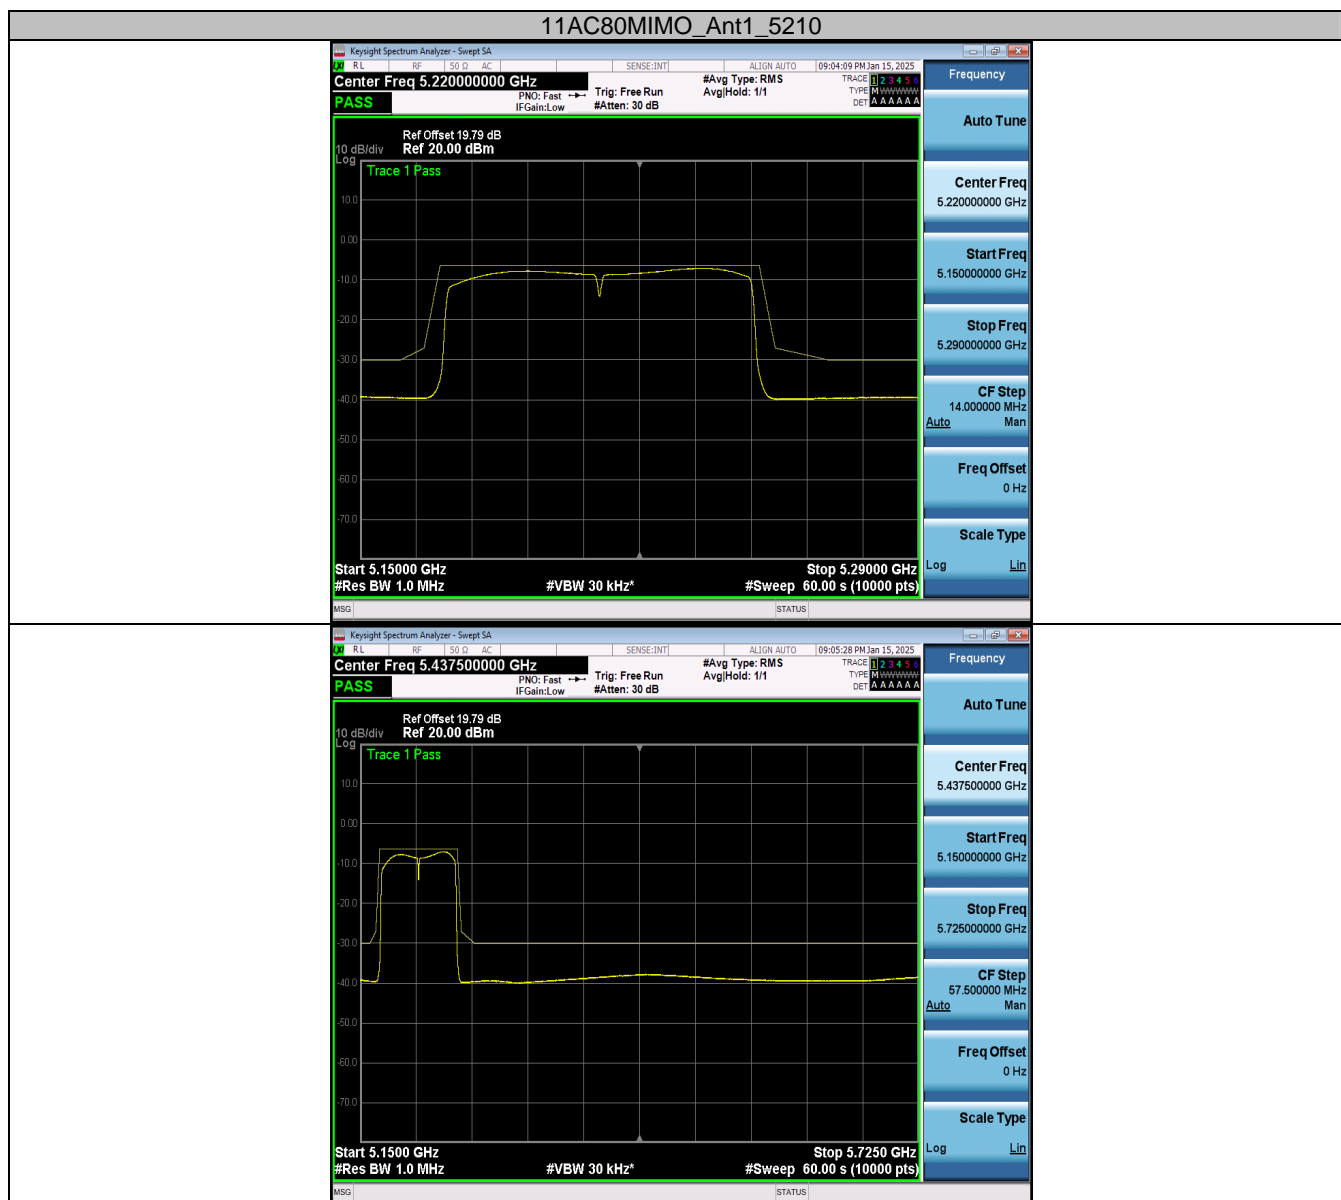 11AC80MIMO_Ant1_5210
Keysight Spectrum Analyzer - Swept SA
LXI RL RF 50 Ω AC SENSE:INT ALIGN AUTO 09:04:09 PM Jan 15, 2025
Center Freq 5.220000000 GHz
PASS
PNO: Fast
IFGain:Low
Trig: Free Run
#Atten: 30 dB
#Avg Type: RMS
Avg|Hold: 1/1
TRACE 1 2 3 4 5 6
TYPE M WWWWW
DET A A A A A A
Ref Offset 19.79 dB
10 dB/div Ref 20.00 dBm
Log
Trace 1 Pass
10.0
0.00
-10.0
-20.0
-30.0
-40.0
-50.0
-60.0
-70.0
Start 5.15000 GHz Stop 5.29000 GHz
#Res BW 1.0 MHz #VBW 30 kHz* #Sweep 60.00 s (10000 pts)
MSG STATUS
Frequency
Auto Tune
Center Freq
5.220000000 GHz
Start Freq
5.150000000 GHz
Stop Freq
5.290000000 GHz
CF Step
14.000000 MHz
Auto Man
Freq Offset
0 Hz
Scale Type
Log Lin
Keysight Spectrum Analyzer - Swept SA
LXI RL RF 50 Ω AC SENSE:INT ALIGN AUTO 09:05:28 PM Jan 15, 2025
Center Freq 5.437500000 GHz
PASS
PNO: Fast
IFGain:Low
Trig: Free Run
#Atten: 30 dB
#Avg Type: RMS
Avg|Hold: 1/1
TRACE 1 2 3 4 5 6
TYPE M WWWWW
DET A A A A A A
Ref Offset 19.79 dB
10 dB/div Ref 20.00 dBm
Log
Trace 1 Pass
10.0
0.00
-10.0
-20.0
-30.0
-40.0
-50.0
-60.0
-70.0
Start 5.1500 GHz Stop 5.7250 GHz
#Res BW 1.0 MHz #VBW 30 kHz* #Sweep 60.00 s (10000 pts)
MSG STATUS
Frequency
Auto Tune
Center Freq
5.437500000 GHz
Start Freq
5.150000000 GHz
Stop Freq
5.725000000 GHz
CF Step
57.500000 MHz
Auto Man
Freq Offset
0 Hz
Scale Type
Log Lin